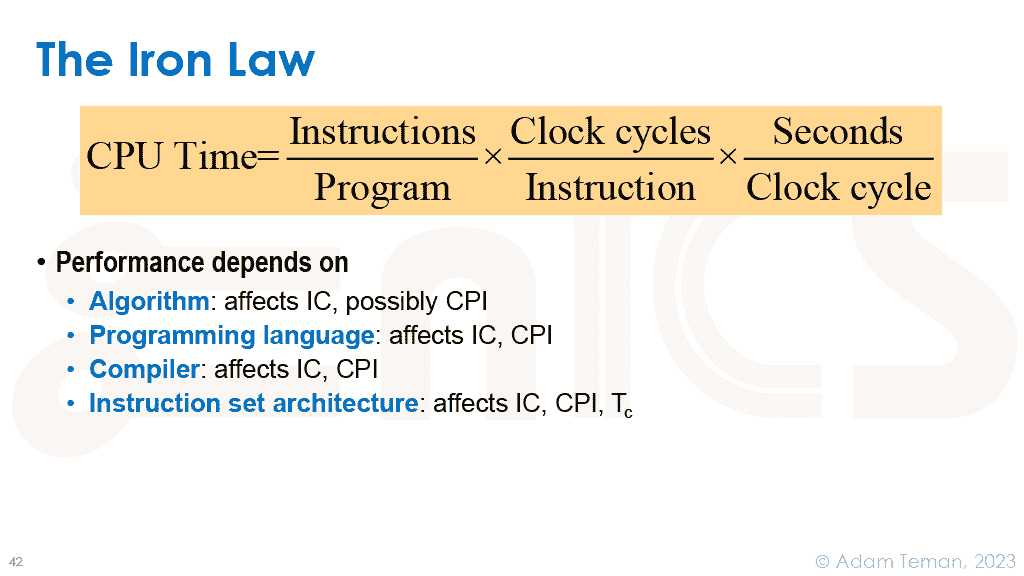 The Iron Law
CPU Time= Instructions/Program × Clock cycles/Instruction × Seconds/Clock cycle
• Performance depends on
• Algorithm: affects IC, possibly CPI
• Programming language: affects IC, CPI
• Compiler: affects IC, CPI
• Instruction set architecture: affects IC, CPI, Tc
42
© Adam Teman, 2023